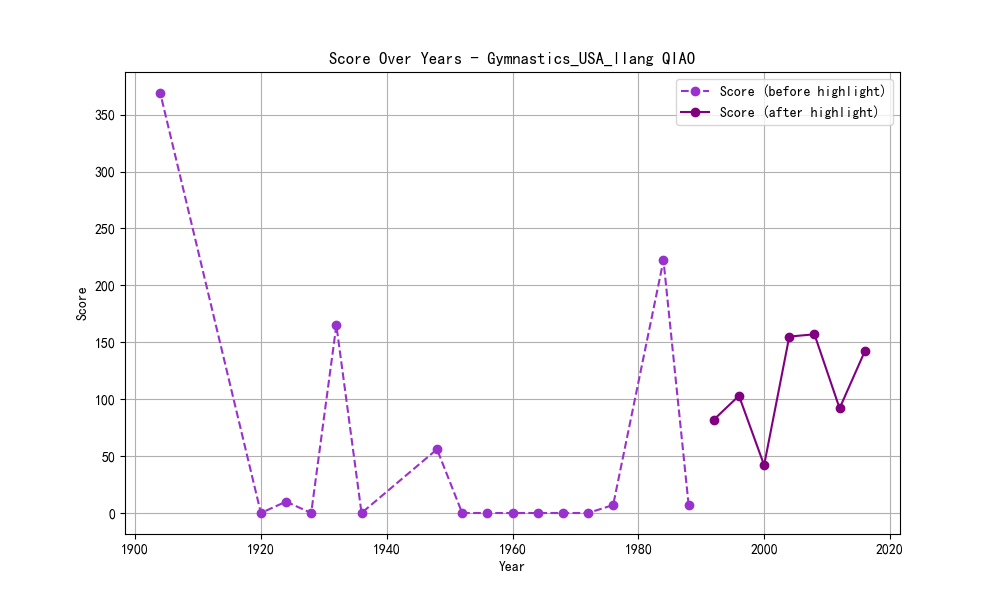 Score Over Years - Gymnastics_USA_llang QIAO
Score (before highlight)
Score (after highlight)
Score
350
300
250
200
150
100
50
0
1900 1920 1940 1960 1980 2000 2020
Year